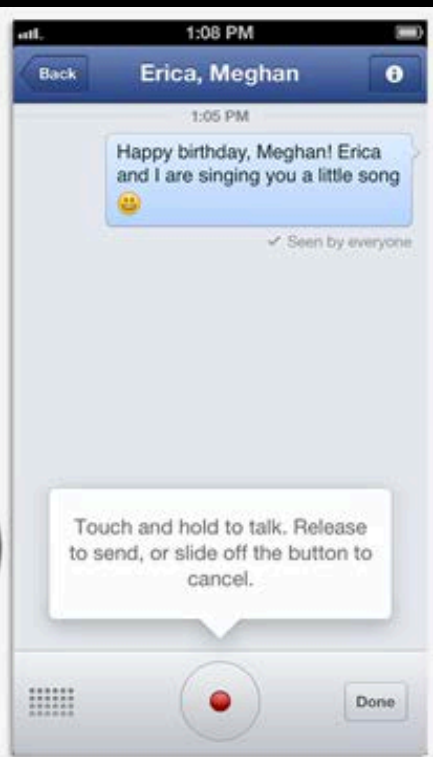 1:08 PM
Back
Erica, Meghan
1:05 PM
Happy birthday, Meghan! Erica
and I are singing you a little song
😀
✓ Seen by everyone
Touch and hold to talk. Release
to send, or slide off the button to
cancel.
Done